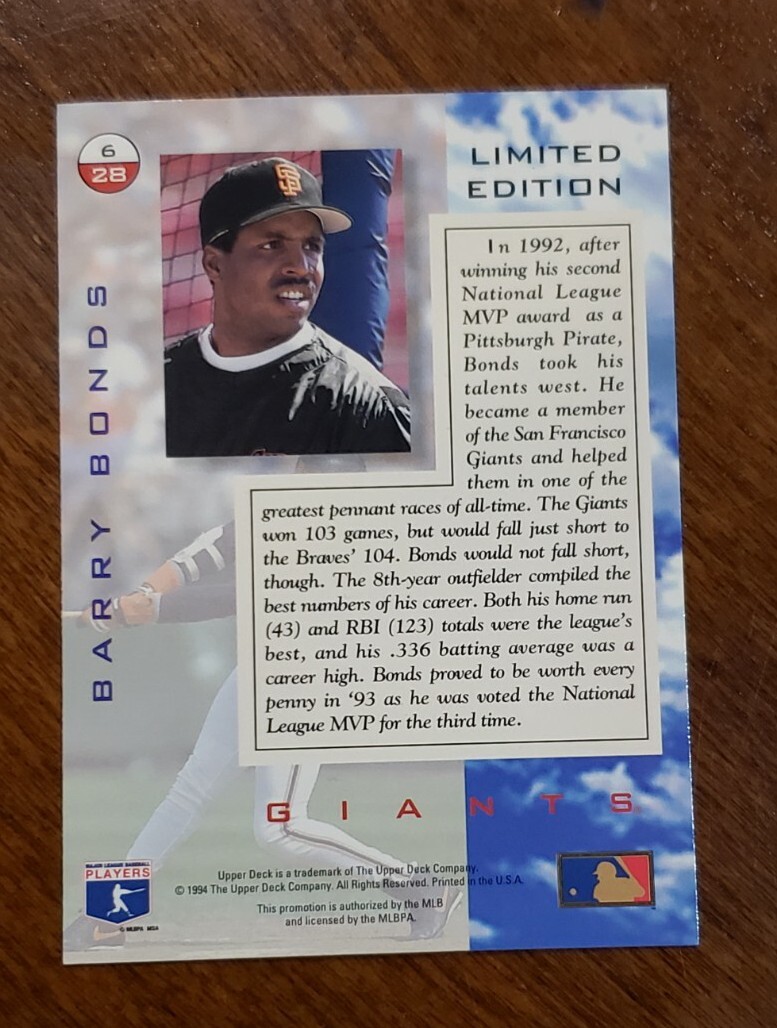 6
28
LIMITED
EDITION
BARRY BONDS
In 1992, after
winning his second
National League
MVP award as a
Pittsburgh Pirate,
Bonds took his
talents west. He
became a member
of the San Francisco
Giants and helped
them in one of the
greatest pennant races of all-time. The Giants
won 103 games, but would fall just short to
the Braves' 104. Bonds would not fall short,
though. The 8th-year outfielder compiled the
best numbers of his career. Both his home run
(43) and RBI (123) totals were the league's
best, and his .336 batting average was a
career high. Bonds proved to be worth every
penny in '93 as he was voted the National
League MVP for the third time.
GIANTS
MAJOR LEAGUE BASEBALL
PLAYERS
© MLBPA MSA
Upper Deck is a trademark of The Upper Deck Company.
© 1994 The Upper Deck Company. All Rights Reserved. Printed in the U.S.A.
This promotion is authorized by the MLB
and licensed by the MLBPA.